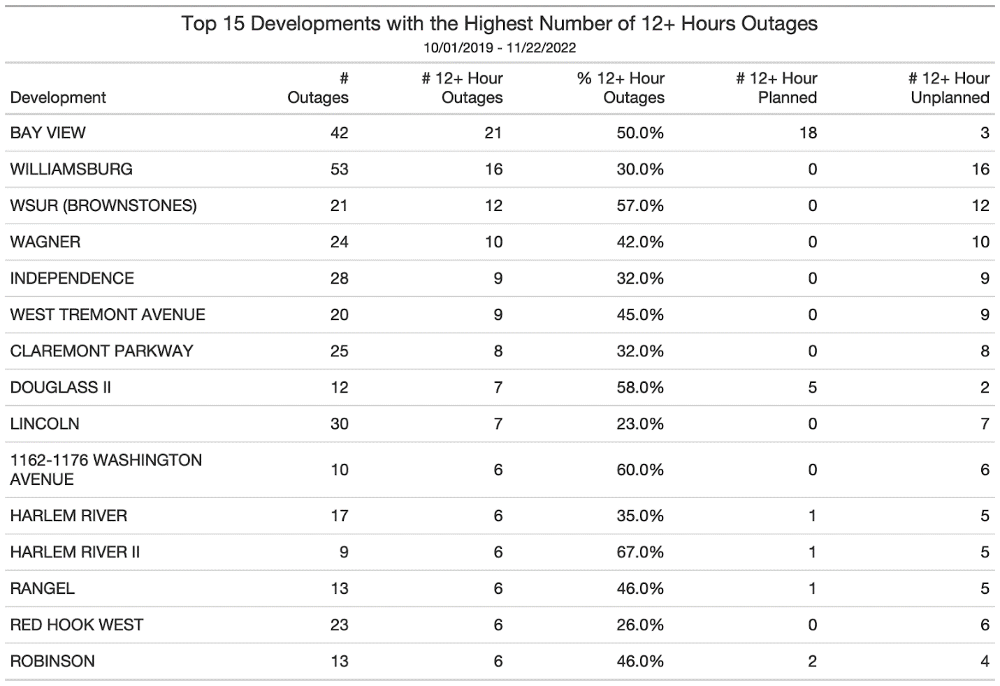 Top 15 Developments with the Highest Number of 12+ Hours Outages
10/01/2019 - 11/22/2022
# # 12+ Hour % 12+ Hour # 12+ Hour # 12+ Hour
Development Outages Outages Outages Planned Unplanned
BAY VIEW 42 21 50.0% 18 3
WILLIAMSBURG 53 16 30.0% 0 16
WSUR (BROWNSTONES) 21 12 57.0% 0 12
WAGNER 24 10 42.0% 0 10
INDEPENDENCE 28 9 32.0% 0 9
WEST TREMONT AVENUE 20 9 45.0% 0 9
CLAREMONT PARKWAY 25 8 32.0% 0 8
DOUGLASS II 12 7 58.0% 5 2
LINCOLN 30 7 23.0% 0 7
1162-1176 WASHINGTON
AVENUE 10 6 60.0% 0 6
HARLEM RIVER 17 6 35.0% 1 5
HARLEM RIVER II 9 6 67.0% 1 5
RANGEL 13 6 46.0% 1 5
RED HOOK WEST 23 6 26.0% 0 6
ROBINSON 13 6 46.0% 2 4